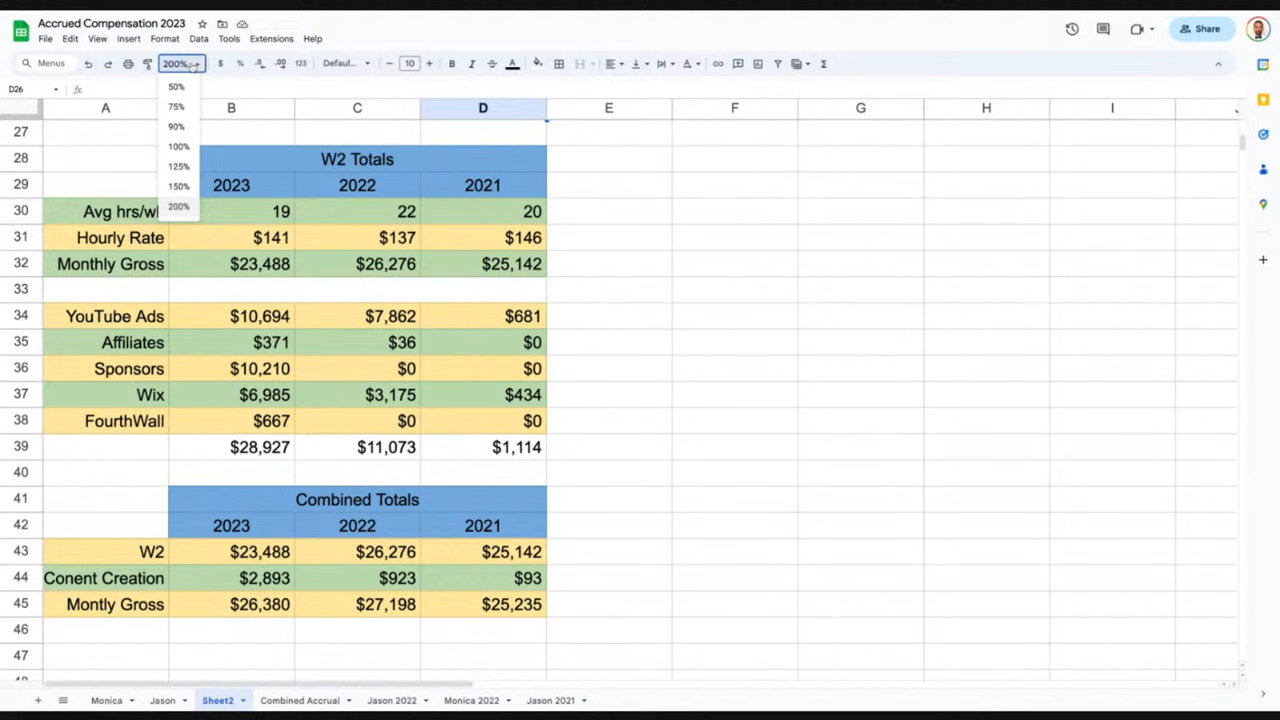 Accrued Compensation 2023
File Edit View Insert Format Data Tools Extensions Help
Share
Menus 200% $ % .0 .00 123 Defaul... − 10 + B I A
D26 fx
50%
75%
90%
100%
125%
150%
200%
A B C D E F G H I
27
28 W2 Totals
29 2023 2022 2021
30 Avg hrs/w 19 22 20
31 Hourly Rate $141 $137 $146
32 Monthly Gross $23,488 $26,276 $25,142
33
34 YouTube Ads $10,694 $7,862 $681
35 Affiliates $371 $36 $0
36 Sponsors $10,210 $0 $0
37 Wix $6,985 $3,175 $434
38 FourthWall $667 $0 $0
39 $28,927 $11,073 $1,114
40
41 Combined Totals
42 2023 2022 2021
43 W2 $23,488 $26,276 $25,142
44 Conent Creation $2,893 $923 $93
45 Montly Gross $26,380 $27,198 $25,235
46
47
Monica Jason Sheet2 Combined Accrual Jason 2022 Monica 2022 Jason 2021